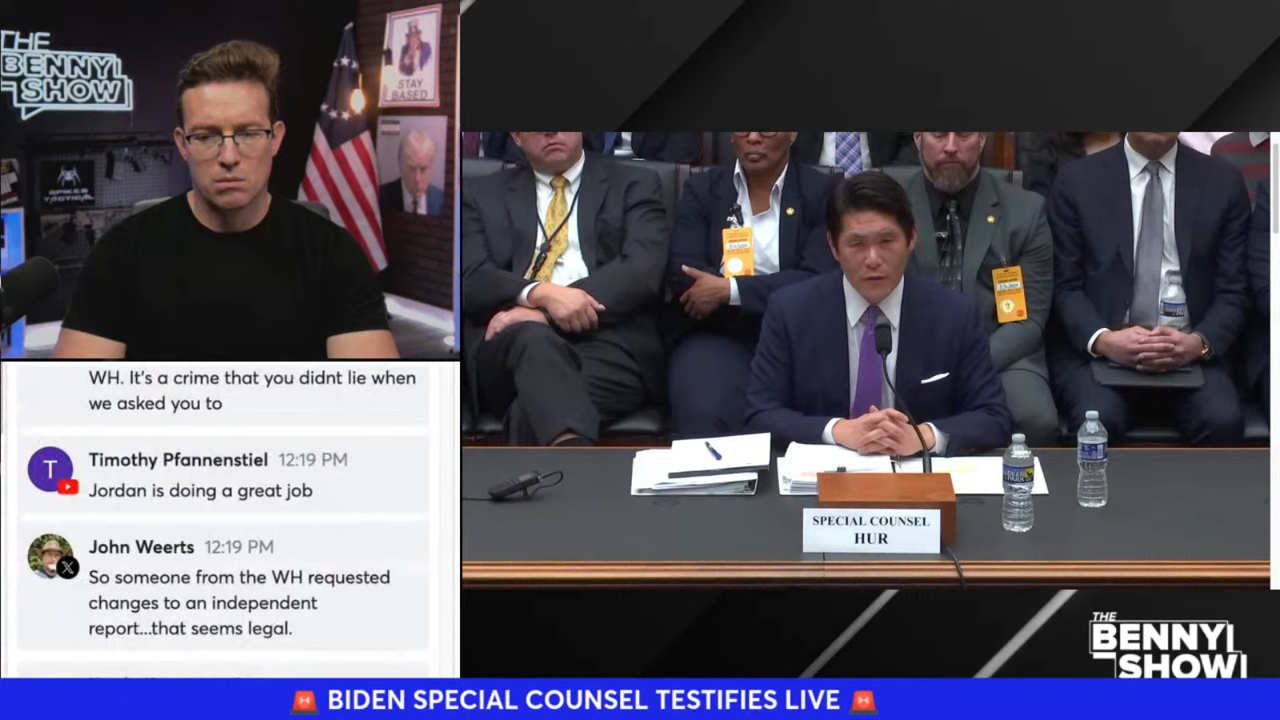 THE
BENNY
SHOW
STAY
BASED
SPIKES
TACTICAL
WH. It's a crime that you didnt lie when
we asked you to
T
Timothy Pfannenstiel 12:19 PM
Jordan is doing a great job
John Weerts 12:19 PM
X
So someone from the WH requested
changes to an independent
report...that seems legal.
SPECIAL COUNSEL
HUR
THE
BENNY
SHOW
🚨 BIDEN SPECIAL COUNSEL TESTIFIES LIVE 🚨